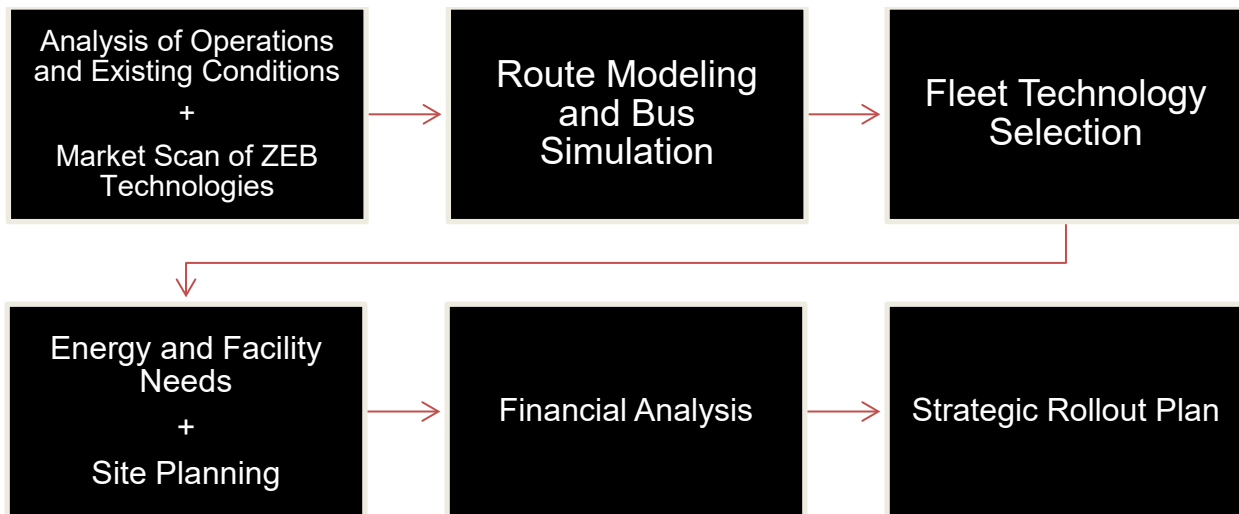 Analysis of Operations
and Existing Conditions
+
Market Scan of ZEB
Technologies
Route Modeling
and Bus
Simulation
Fleet Technology
Selection
Energy and Facility
Needs
+
Site Planning
Financial Analysis
Strategic Rollout Plan